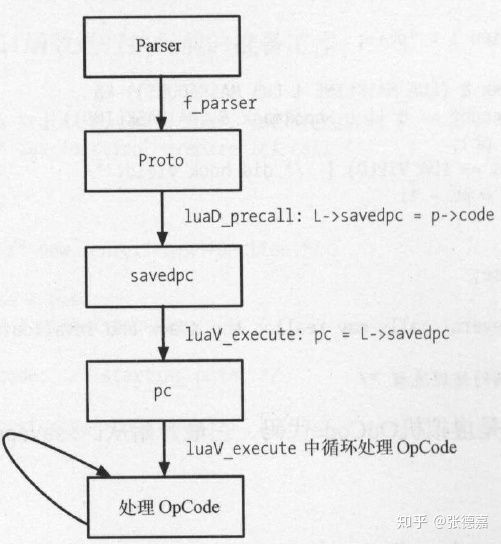 Parser
f_parser
Proto
luaD_precall: L->savedpc = p->code
savedpc
luaV_execute: pc = L->savedpc
pc
luaV_execute 中循环处理 OpCode
处理 OpCode
知乎 @张德嘉